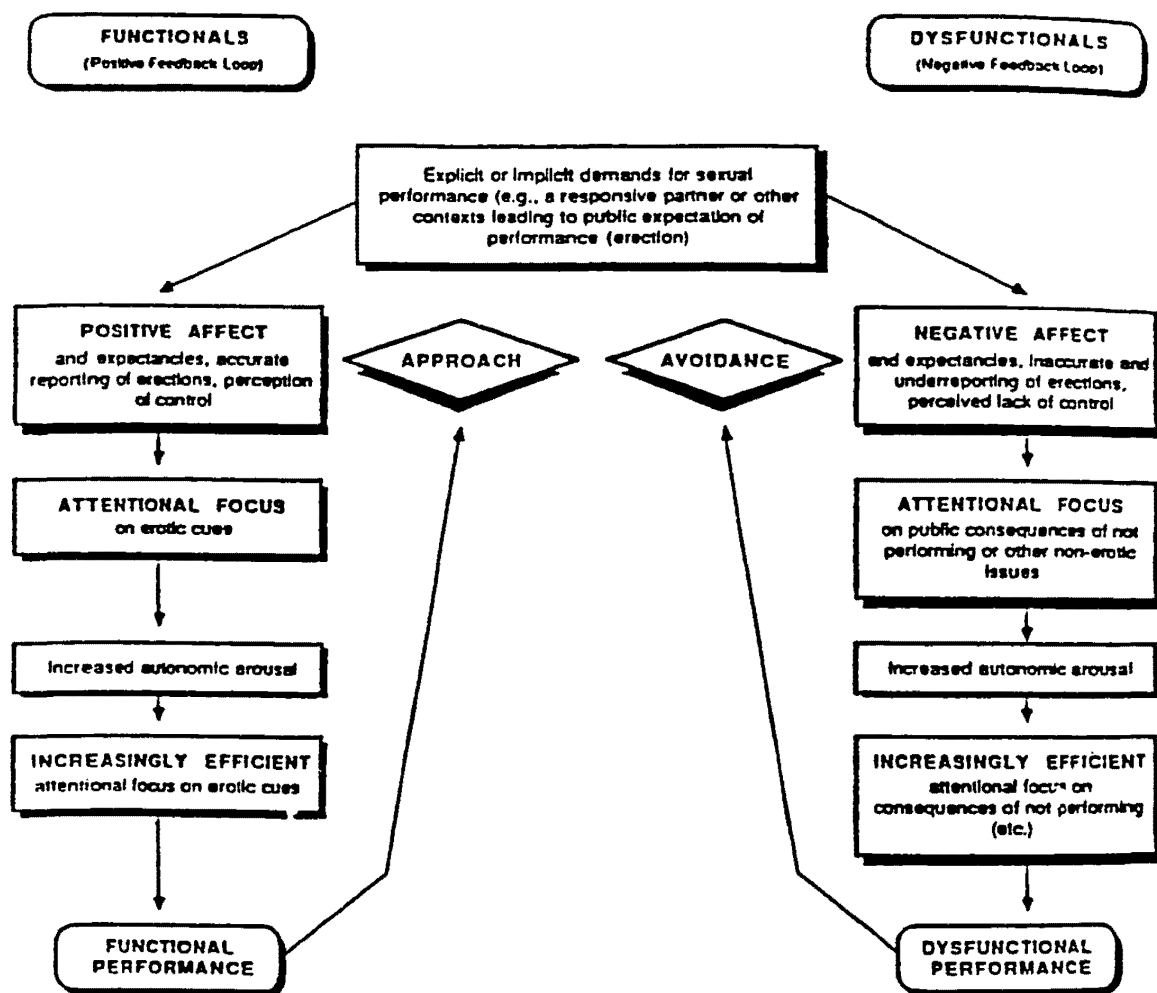 FUNCTIONALS
(Positive Feedback Loop)
DYSFUNCTIONALS
(Negative Feedback Loop)
Explicit or Implicit demands for sexual
performance (e.g., a responsive partner or other
contexts leading to public expectation of
performance (erection)
POSITIVE AFFECT
and expectancies, accurate
reporting of erections, perception
of control
APPROACH
AVOIDANCE
NEGATIVE AFFECT
and expectancies, inaccurate and
underreporting of erections,
perceived lack of control
ATTENTIONAL FOCUS
on erotic cues
ATTENTIONAL FOCUS
on public consequences of not
performing or other non-erotic
issues
Increased autonomic arousal
Increased autonomic arousal
INCREASINGLY EFFICIENT
attentional focus on erotic cues
INCREASINGLY EFFICIENT
attentional focus on
consequences of not performing
(etc.)
FUNCTIONAL
PERFORMANCE
DYSFUNCTIONAL
PERFORMANCE